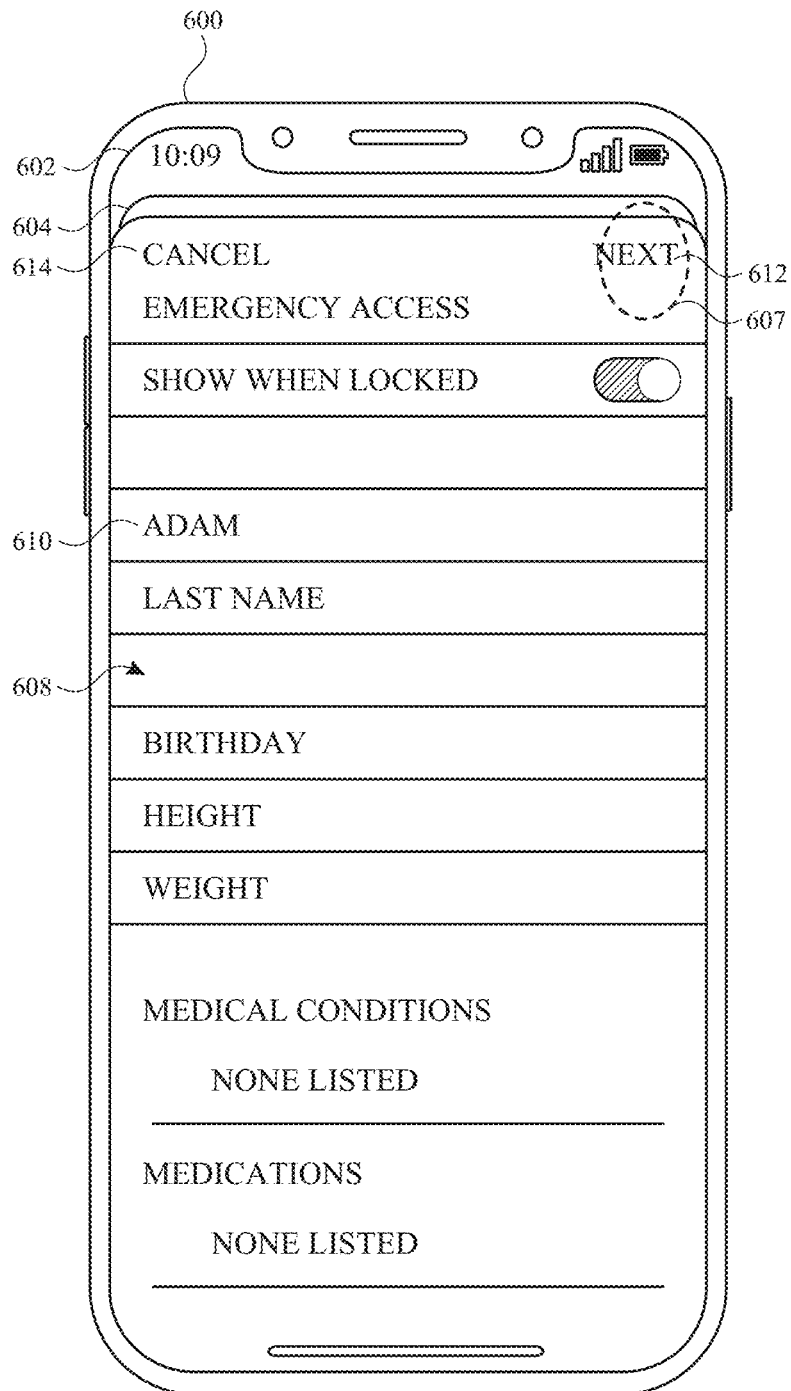 600
602
10:09
604
614
CANCEL
NEXT
612
EMERGENCY ACCESS
607
SHOW WHEN LOCKED
610
ADAM
LAST NAME
608
BIRTHDAY
HEIGHT
WEIGHT
MEDICAL CONDITIONS
NONE LISTED
MEDICATIONS
NONE LISTED